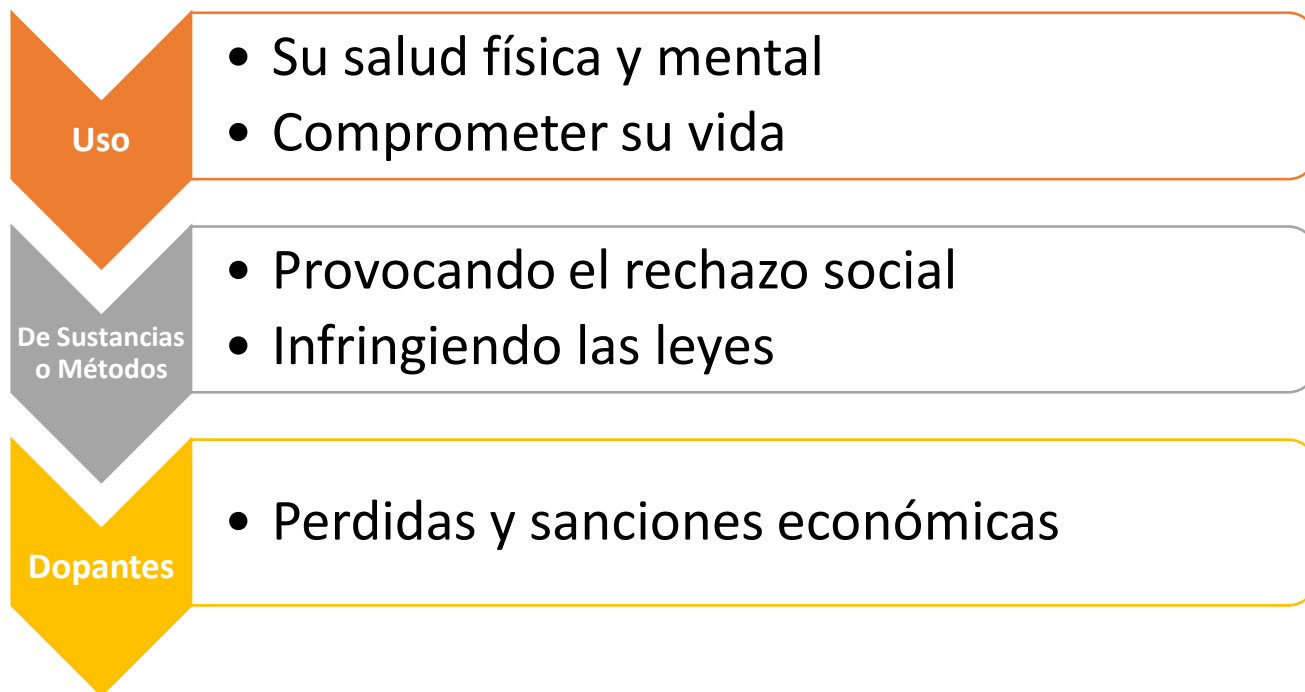 Uso
• Su salud física y mental
• Comprometer su vida
De Sustancias
o Métodos
• Provocando el rechazo social
• Infringiendo las leyes
Dopantes
• Perdidas y sanciones económicas